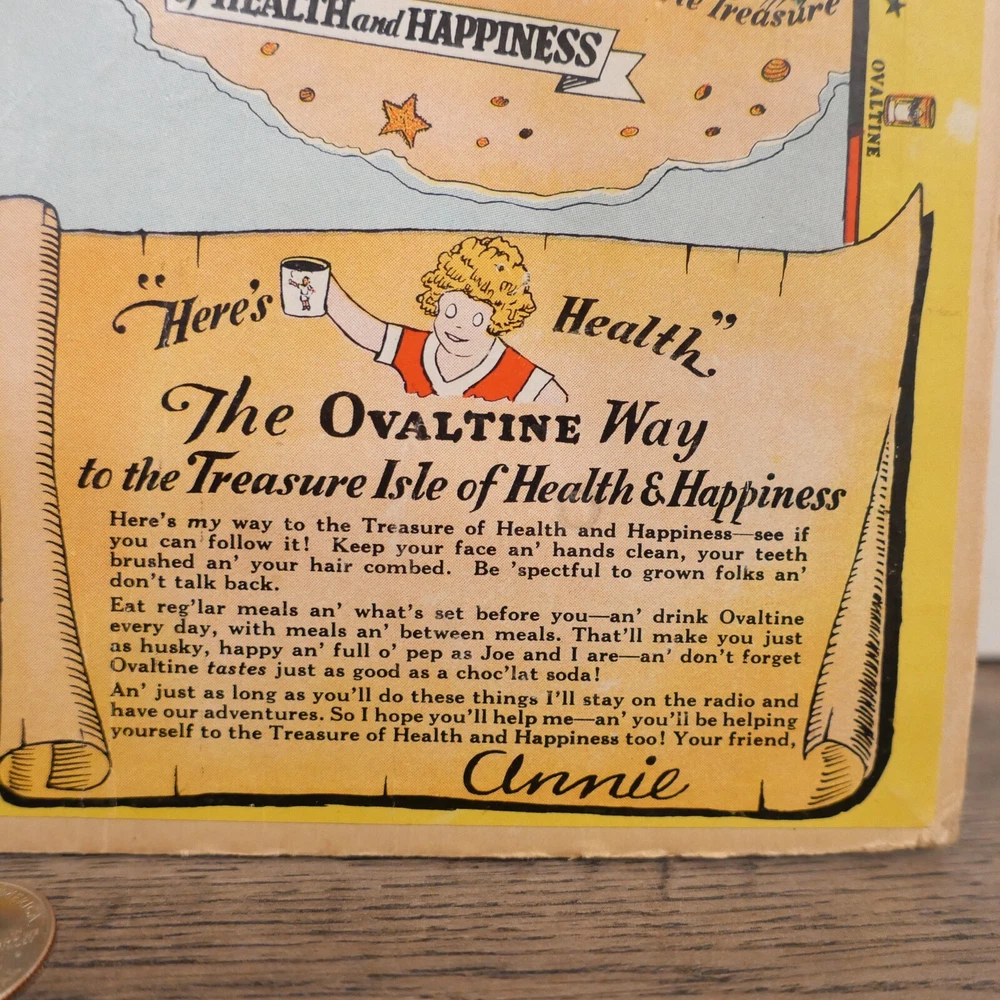 of HEALTH and HAPPINESS
Treasure
OVALTINE
"Here's Health"
The OVALTINE Way
to the Treasure Isle of Health & Happiness
Here's my way to the Treasure of Health and Happiness—see if
you can follow it! Keep your face an' hands clean, your teeth
brushed an' your hair combed. Be 'spectful to grown folks an'
don't talk back.
Eat reg'lar meals an' what's set before you—an' drink Ovaltine
every day, with meals an' between meals. That'll make you just
as husky, happy an' full o' pep as Joe and I are—an' don't forget
Ovaltine tastes just as good as a choc'lat soda!
An' just as long as you'll do these things I'll stay on the radio and
have our adventures. So I hope you'll help me—an' you'll be helping
yourself to the Treasure of Health and Happiness too! Your friend,
Annie